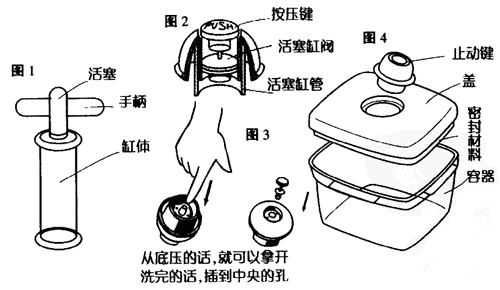 图1
活塞
手柄
缸体
图2
PUSH
按压键
活塞缸阀
活塞缸管
图3
从底压的话,就可以拿开
洗完的话,插到中央的孔
图4
止动键
盖
密封材料
容器